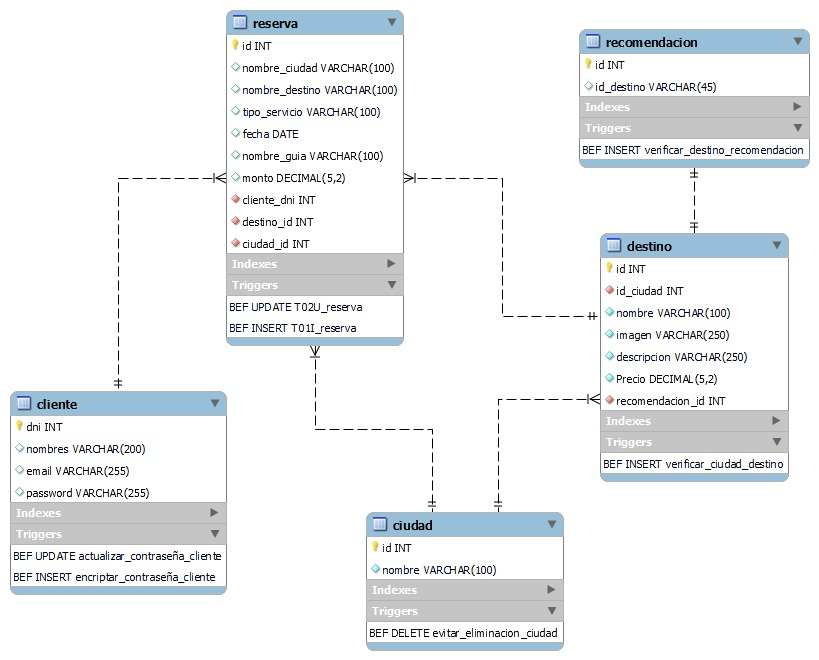 reserva
id INT
nombre_ciudad VARCHAR(100)
nombre_destino VARCHAR(100)
tipo_servicio VARCHAR(100)
fecha DATE
nombre_guia VARCHAR(100)
monto DECIMAL(5,2)
cliente_dni INT
destino_id INT
ciudad_id INT
Indexes
Triggers
BEF UPDATE T02U_reserva
BEF INSERT T01I_reserva
recomendacion
id INT
id_destino VARCHAR(45)
Indexes
Triggers
BEF INSERT verificar_destino_recomendacion
destino
id INT
id_ciudad INT
nombre VARCHAR(100)
imagen VARCHAR(250)
descripcion VARCHAR(250)
Precio DECIMAL(5,2)
recomendacion_id INT
Indexes
Triggers
BEF INSERT verificar_ciudad_destino
cliente
dni INT
nombres VARCHAR(200)
email VARCHAR(255)
password VARCHAR(255)
Indexes
Triggers
BEF UPDATE actualizar_contraseña_cliente
BEF INSERT encriptar_contraseña_cliente
ciudad
id INT
nombre VARCHAR(100)
Indexes
Triggers
BEF DELETE evitar_eliminacion_ciudad